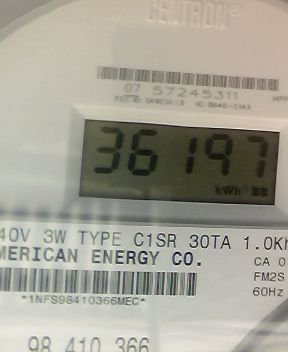 CENTRON®
07 57245311
36197
kWh
40V 3W TYPE C1SR 30TA 1.0Kh
MERICAN ENERGY CO.
CA 0
FM2S
60Hz
*1NFS98410366MEC*
98 410 366